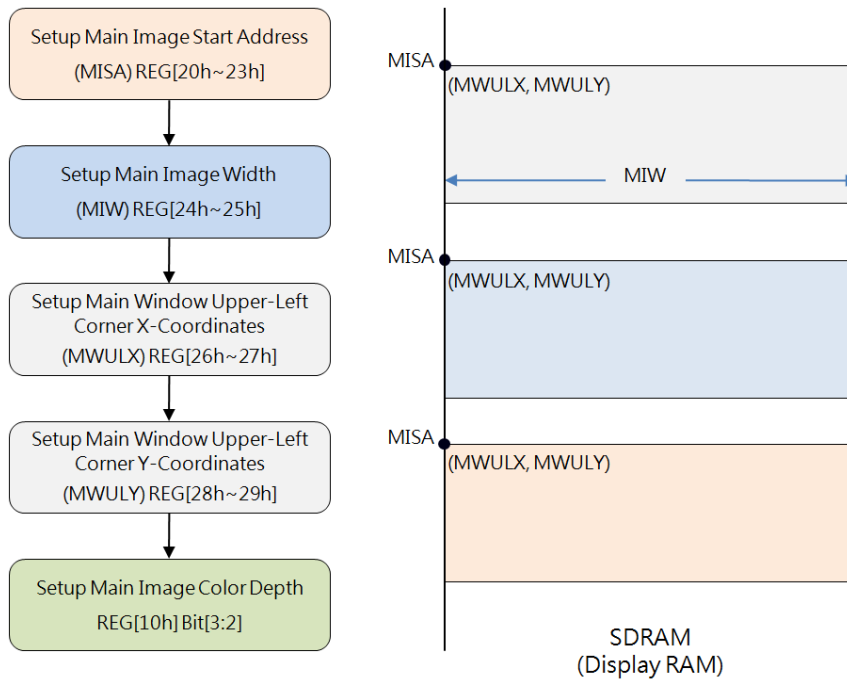 Setup Main Image Start Address
(MISA) REG[20h~23h]
Setup Main Image Width
(MIW) REG[24h~25h]
Setup Main Window Upper-Left
Corner X-Coordinates
(MWULX) REG[26h~27h]
Setup Main Window Upper-Left
Corner Y-Coordinates
(MWULY) REG[28h~29h]
Setup Main Image Color Depth
REG[10h] Bit[3:2]
MISA
(MWULX, MWULY)
MIW
MISA
(MWULX, MWULY)
MISA
(MWULX, MWULY)
SDRAM
(Display RAM)